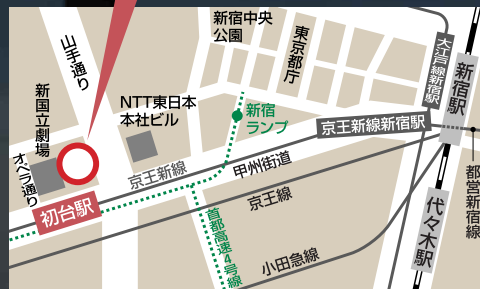 新宿中央
公園
東京都庁
山手通り
大江戸線新宿駅
新宿駅
新国立劇場
NTT東日本
本社ビル
新宿
ランプ
京王新線新宿駅
オペラ通り
京王新線
甲州街道
都営新宿線
初台駅
京王線
代々木駅
首都高速4号線
小田急線